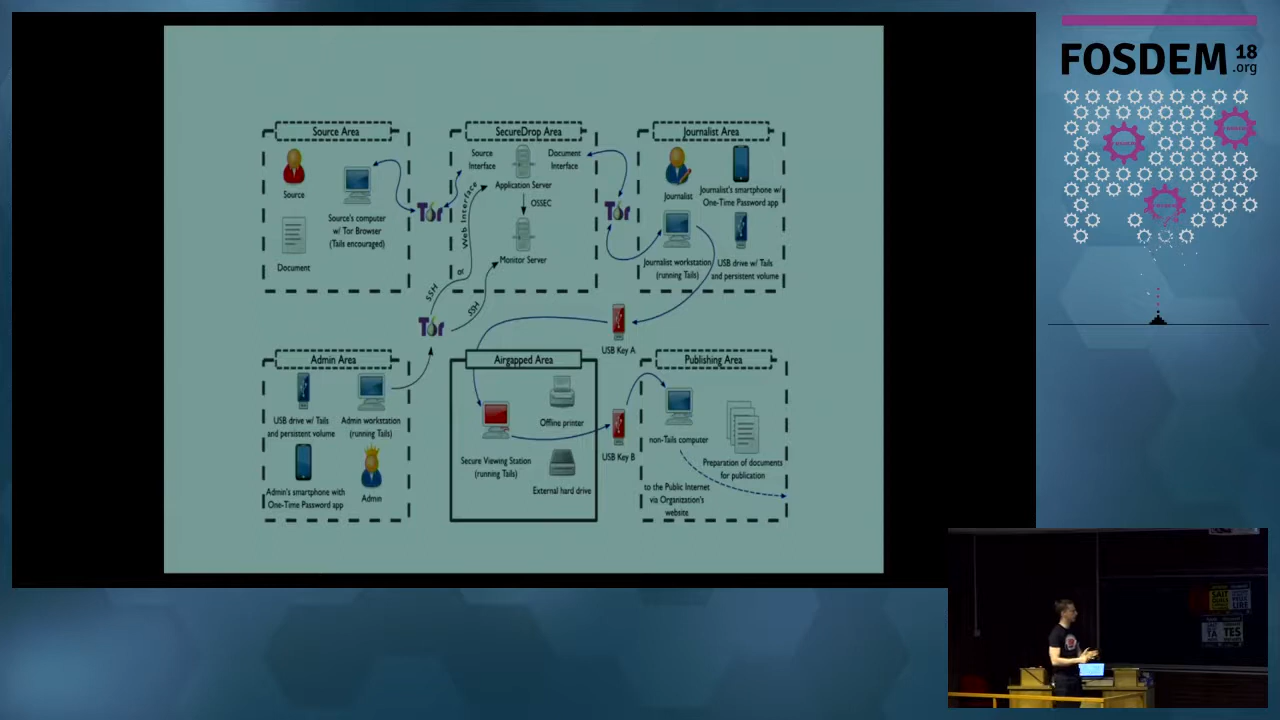 FOSDEM 18
.org
Source Area
Source
Source's computer
w/ Tor Browser
(Tails encouraged)
Document
Tor
SecureDrop Area
Source
Interface
Document
Interface
Application Server
OSSEC
Monitor Server
Web Interface
or
SSH
SSH
Tor
Tor
Journalist Area
Journalist
Journalist's smartphone w/
One-Time Password app
Journalist workstation
(running Tails)
USB drive w/ Tails
and persistent volume
USB Key A
Admin Area
USB drive w/ Tails
and persistent volume
Admin workstation
(running Tails)
Admin's smartphone with
One-Time Password app
Admin
Airgapped Area
Offline printer
Secure Viewing Station
(running Tails)
External hard drive
USB Key B
Publishing Area
non-Tails computer
Preparation of documents
for publication
to the Public Internet
via Organization's
website